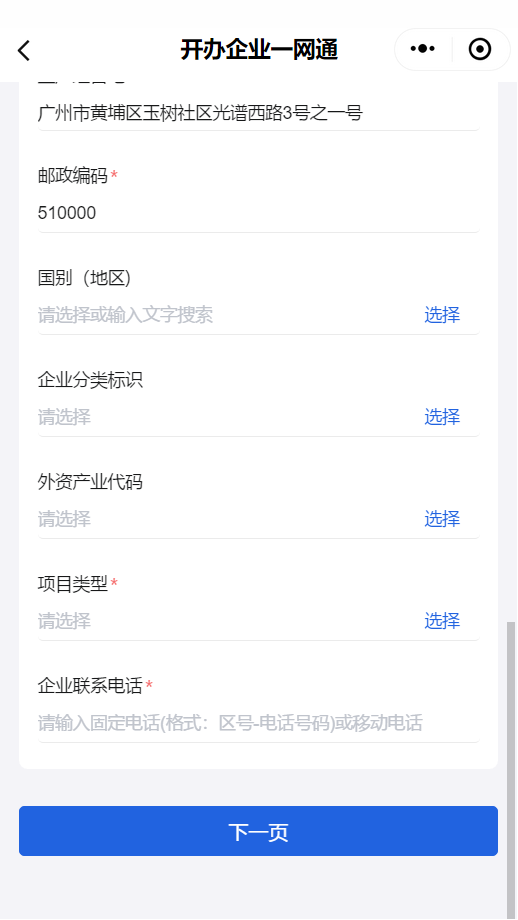 开办企业一网通
广州市黄埔区玉树社区光谱西路3号之一号
邮政编码*
510000
国别（地区)
请选择或输入文字搜索 选择
企业分类标识
请选择 选择
外资产业代码
请选择 选择
项目类型*
请选择 选择
企业联系电话*
请输入固定电话(格式：区号-电话号码)或移动电话
下一页